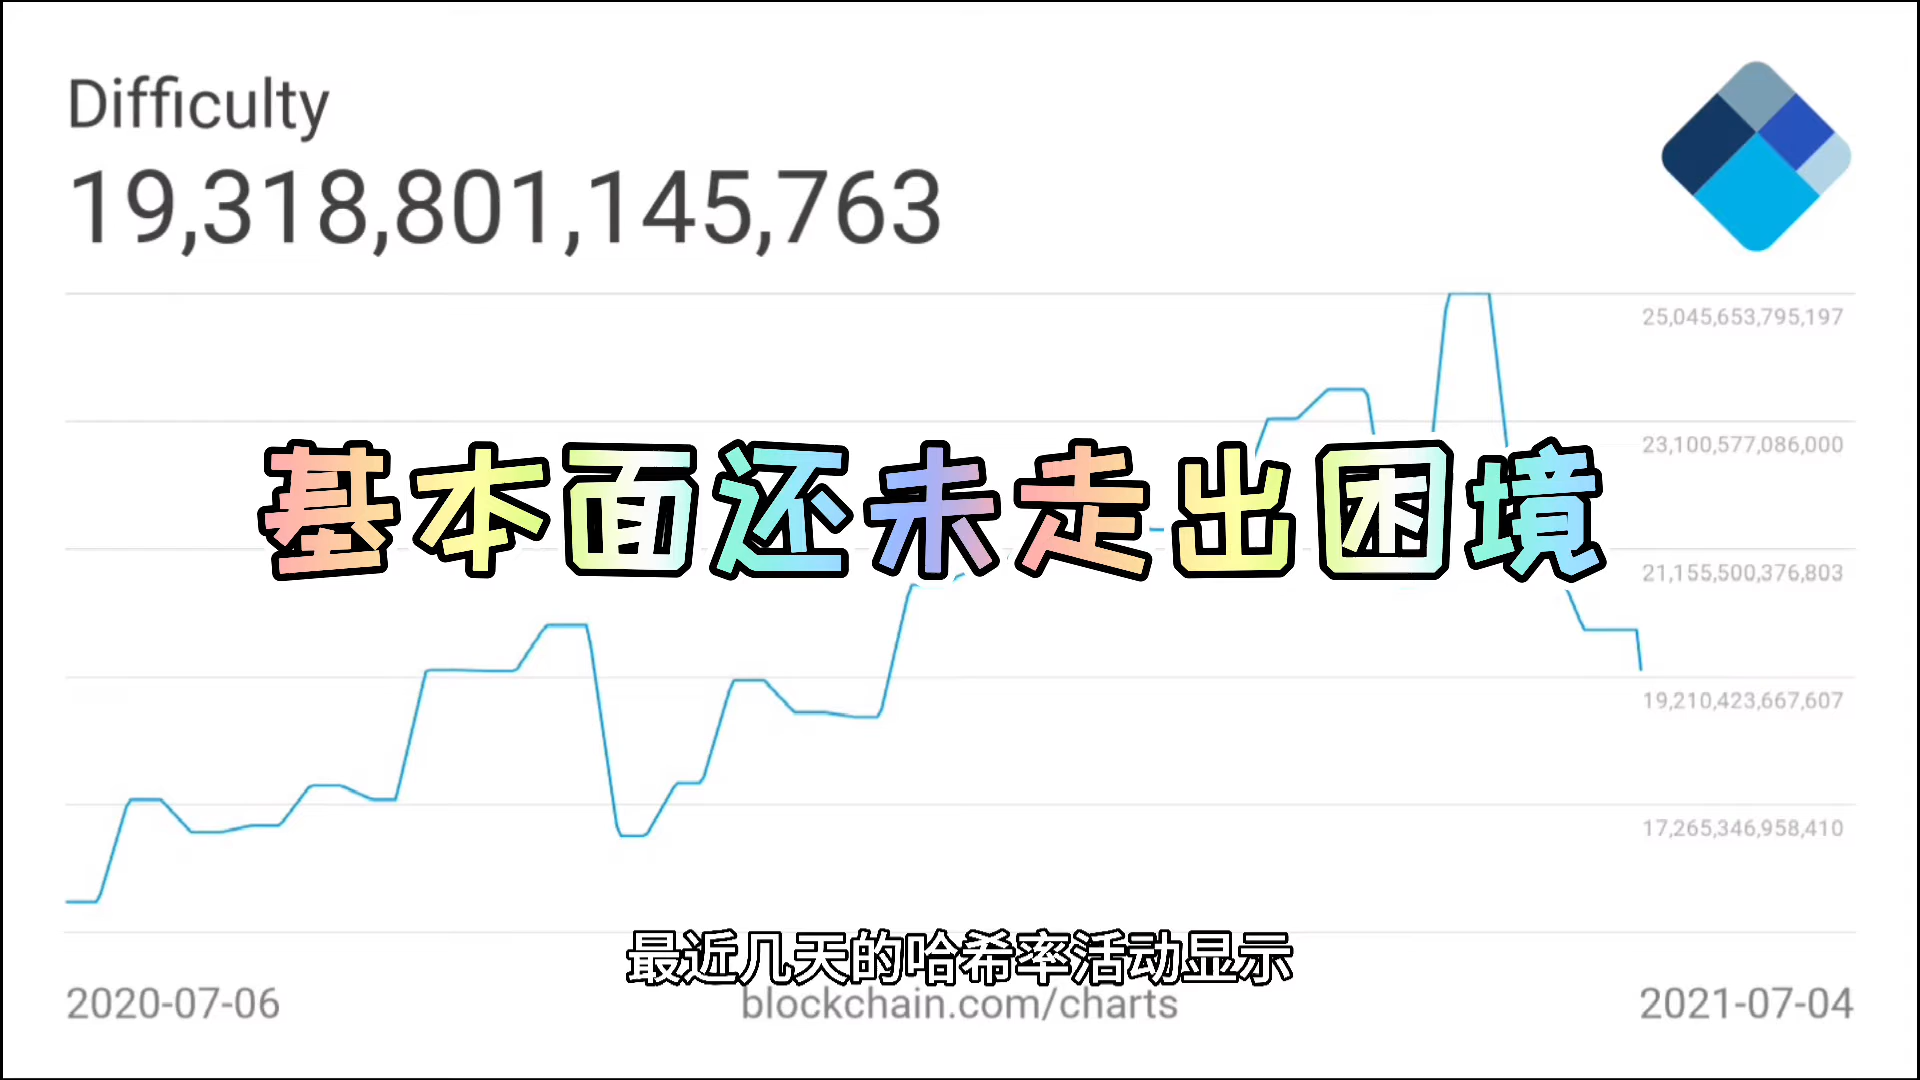 Difficulty
19,318,801,145,763
25,045,653,795,197
23,100,577,086,000
基本面还未走出困境
21,155,500,376,803
19,210,423,667,607
17,265,346,958,410
最近几天的哈希率活动显示
2020-07-06
blockchain.com/charts
2021-07-04